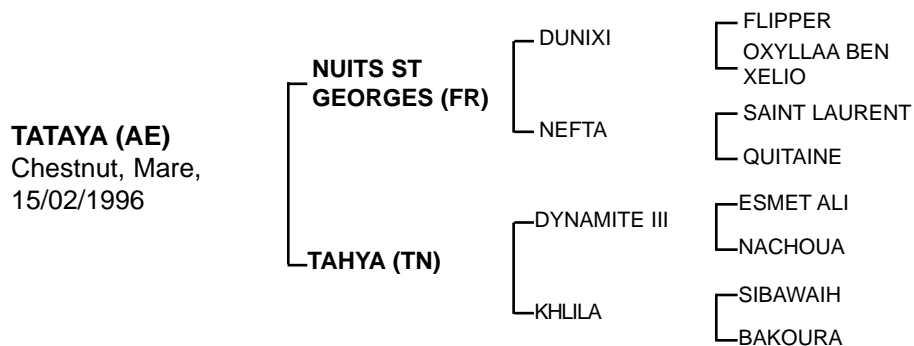 TATAYA (AE)
Chestnut, Mare,
15/02/1996
NUITS ST
GEORGES (FR)
TAHYA (TN)
DUNIXI
NEFTA
DYNAMITE III
KHLILA
FLIPPER
OXYLLAA BEN
XELIO
SAINT LAURENT
QUITAINE
ESMET ALI
NACHOUA
SIBAWAIH
BAKOURA